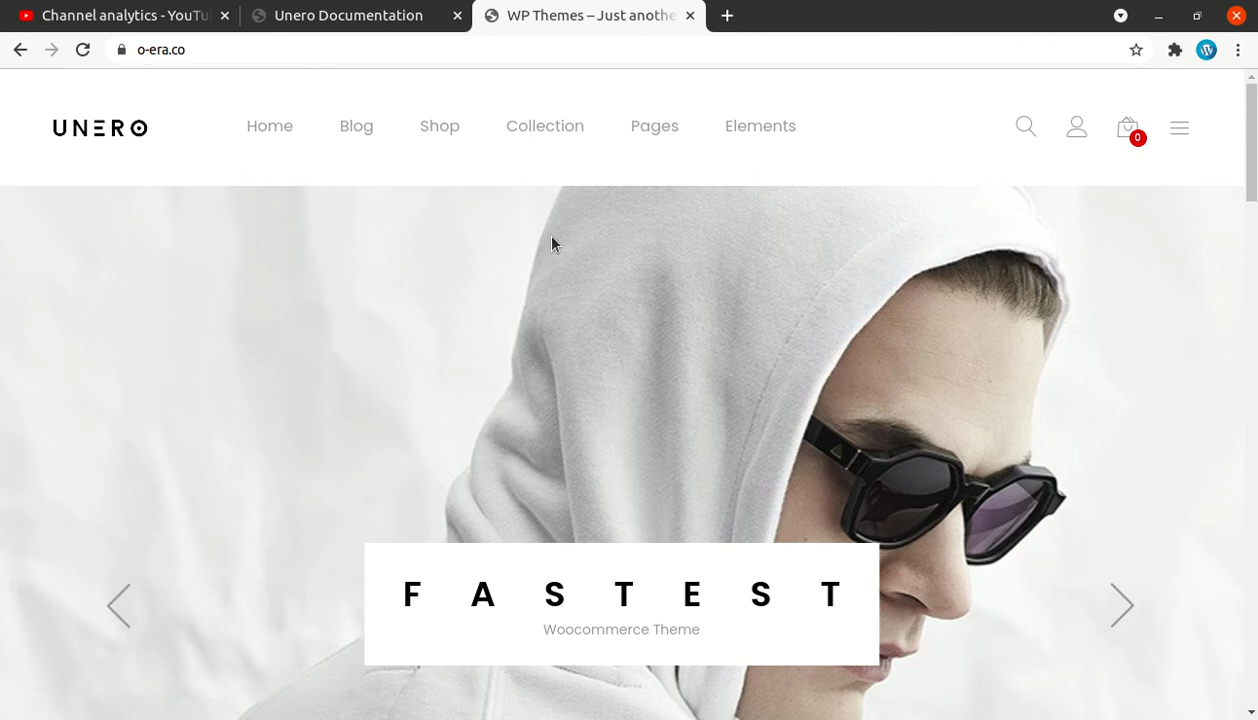 Channel analytics - YouTu
Unero Documentation
WP Themes – Just anothe
o-era.co
UNERO
Home
Blog
Shop
Collection
Pages
Elements
0
FASTEST
Woocommerce Theme